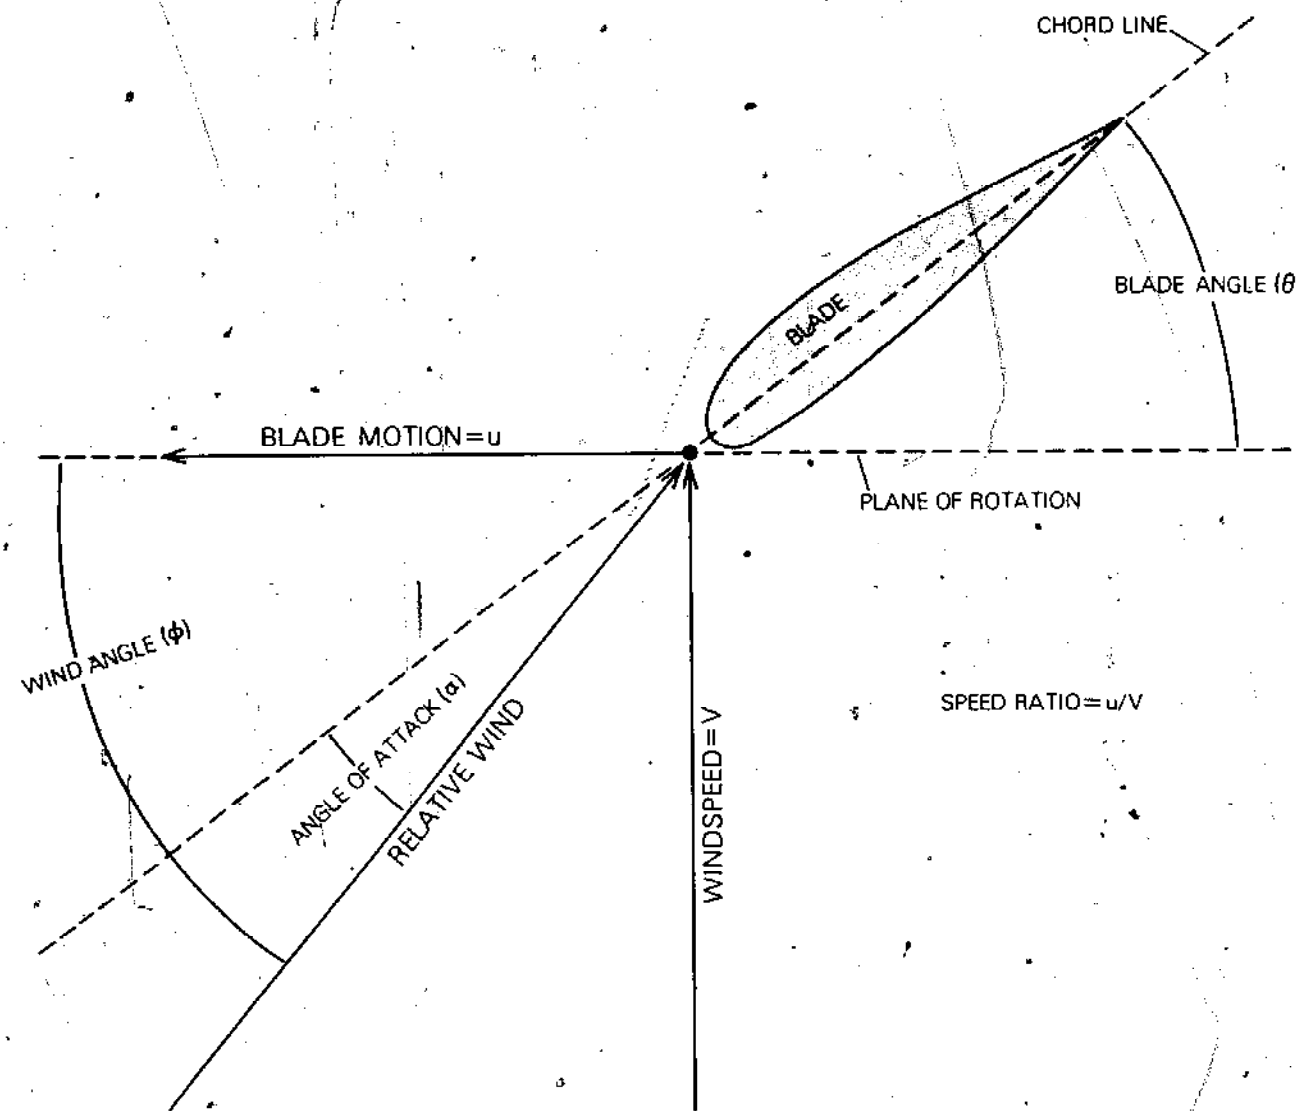 CHORD LINE
BLADE ANGLE (θ
BLADE
BLADE MOTION=u
PLANE OF ROTATION
WIND ANGLE (ϕ)
ANGLE OF ATTACK (α)
RELATIVE WIND
WINDSPEED=V
SPEED RATIO=u/V